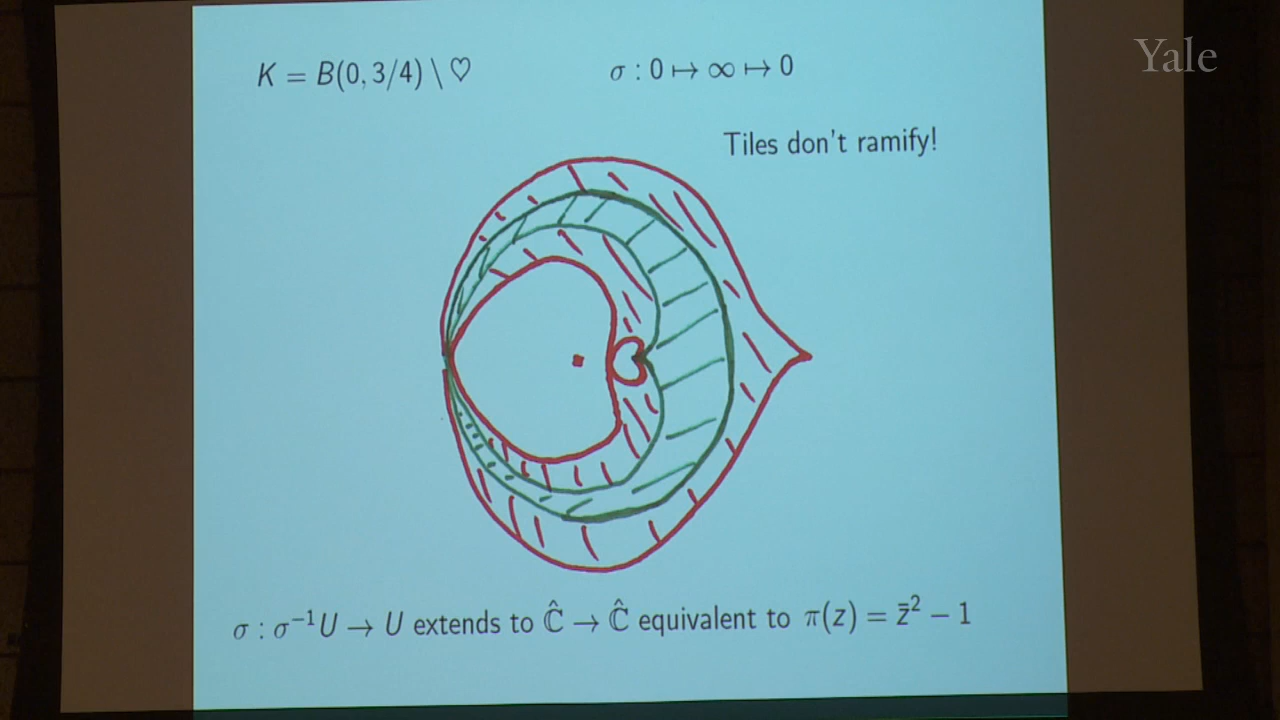 K = B(0, 3/4) \ ♡
σ : 0 ↦ ∞ ↦ 0
Yale
Tiles don't ramify!
σ : σ⁻¹U → U extends to Ĉ → Ĉ equivalent to π(z) = z̄² − 1